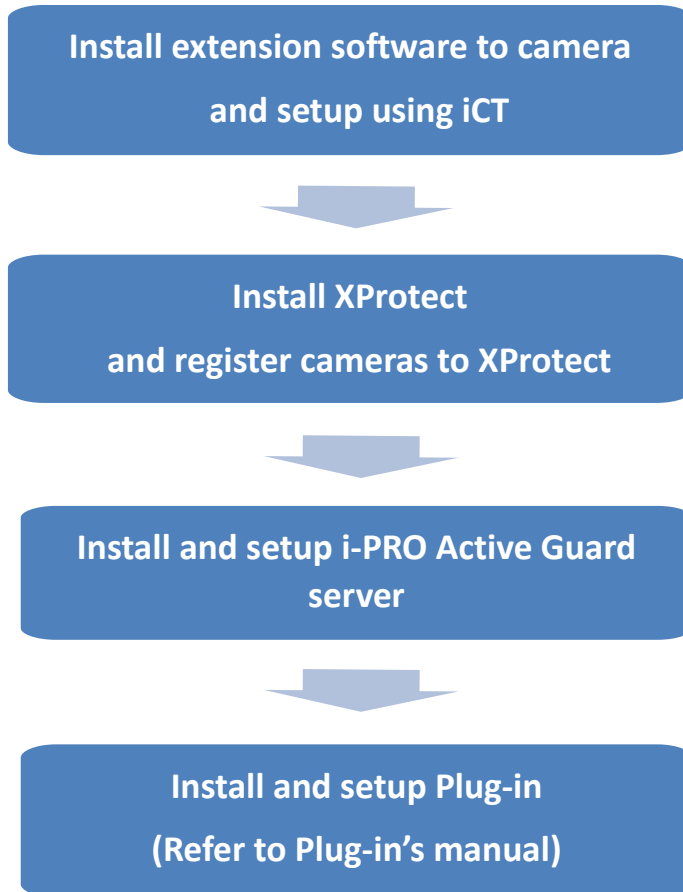 Install extension software to camera
and setup using iCT
Install XProtect
and register cameras to XProtect
Install and setup i-PRO Active Guard
server
Install and setup Plug-in
(Refer to Plug-in’s manual)